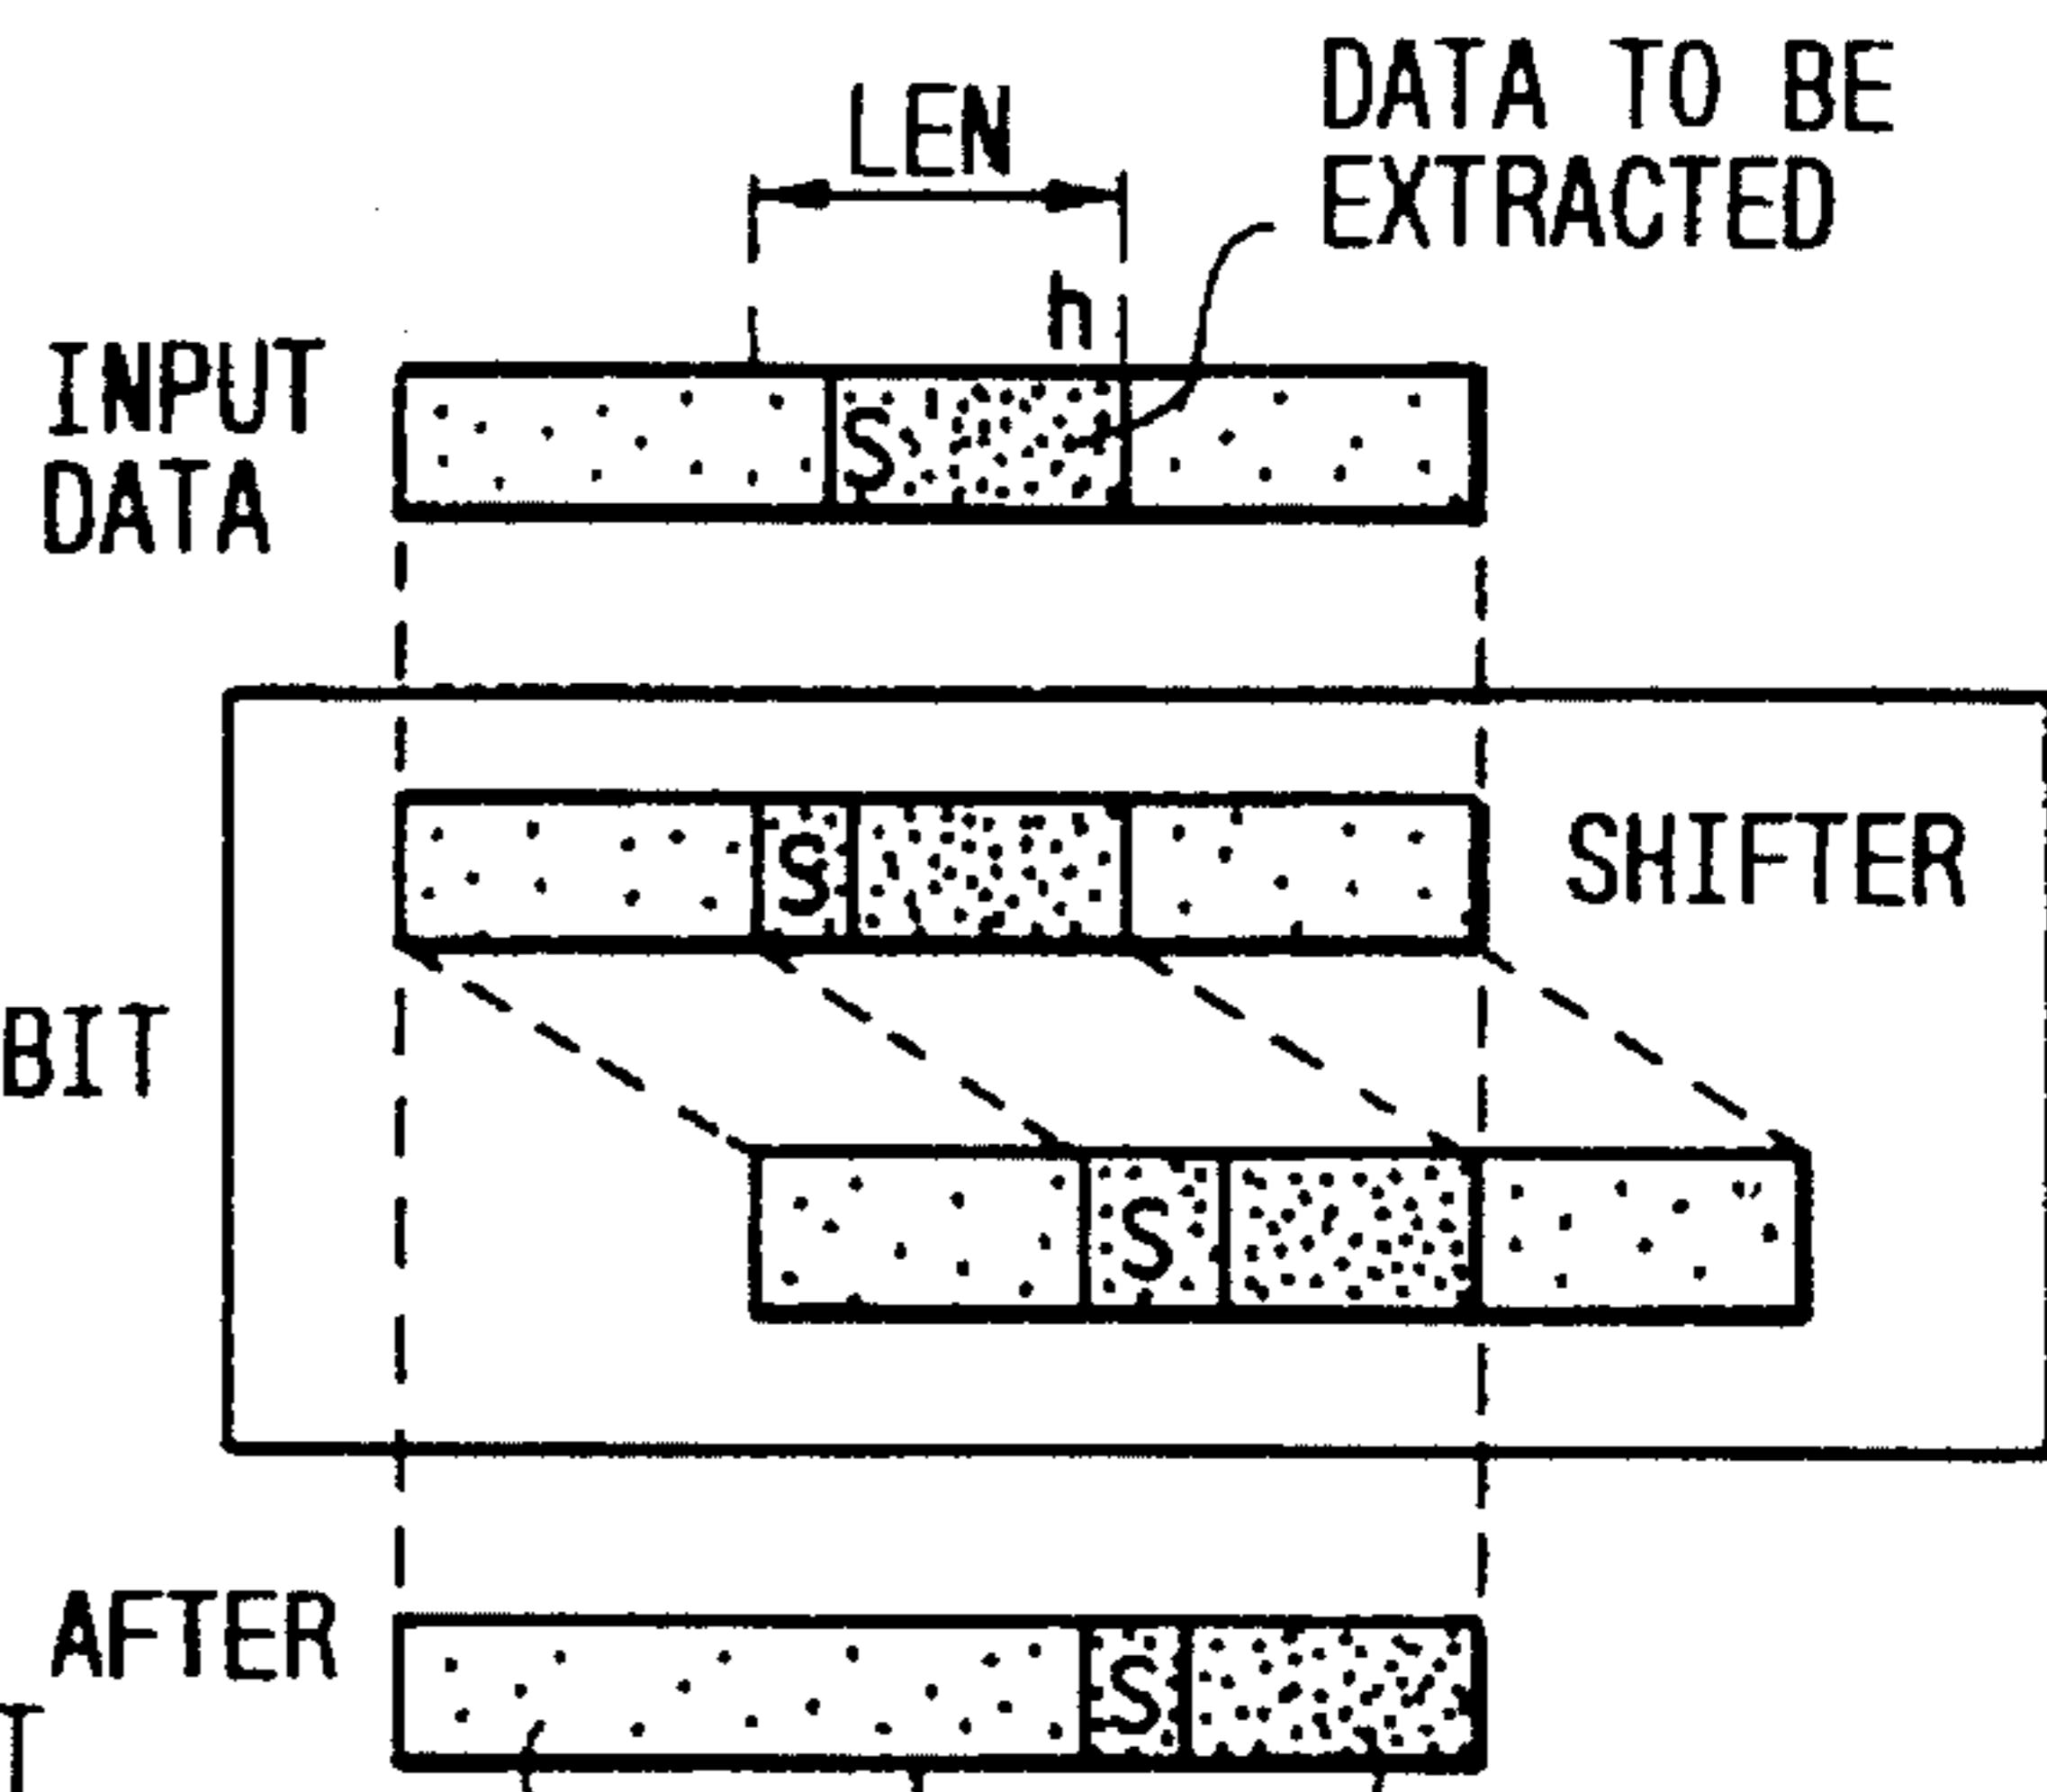 LEN
DATA TO BE
EXTRACTED
h
INPUT
DATA
S
S
SHIFTER
BIT
S
AFTER
S